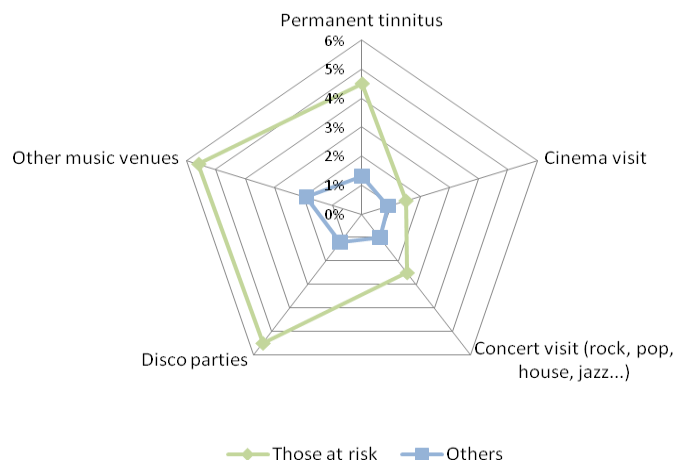 Permanent tinnitus
6%
5%
4%
3%
2%
1%
0%
Other music venues
Cinema visit
Disco parties
Concert visit (rock, pop,
house, jazz...)
Those at risk
Others